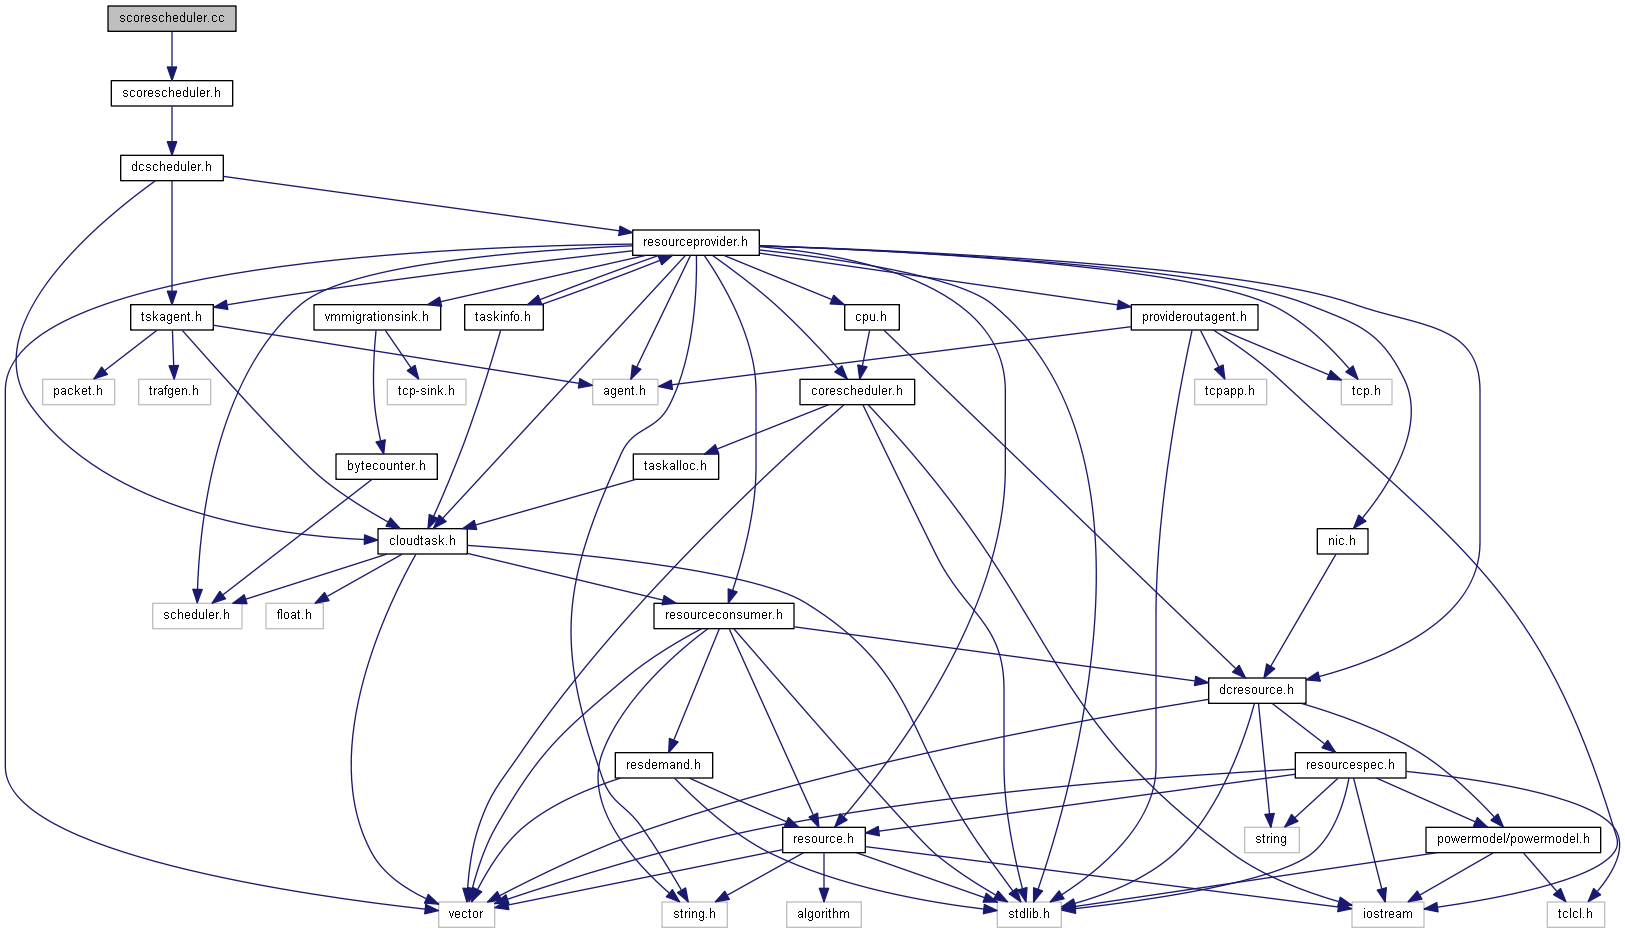 scorescheduler.cc
scorescheduler.h
dcscheduler.h
resourceprovider.h
tskagent.h
vmmigrationsink.h
taskinfo.h
cpu.h
provideroutagent.h
packet.h
trafgen.h
tcp-sink.h
agent.h
corescheduler.h
tcpapp.h
tcp.h
bytecounter.h
taskalloc.h
cloudtask.h
nic.h
scheduler.h
float.h
resourceconsumer.h
dcresource.h
resdemand.h
resourcespec.h
resource.h
string
powermodel/powermodel.h
vector
string.h
algorithm
stdlib.h
iostream
tclcl.h